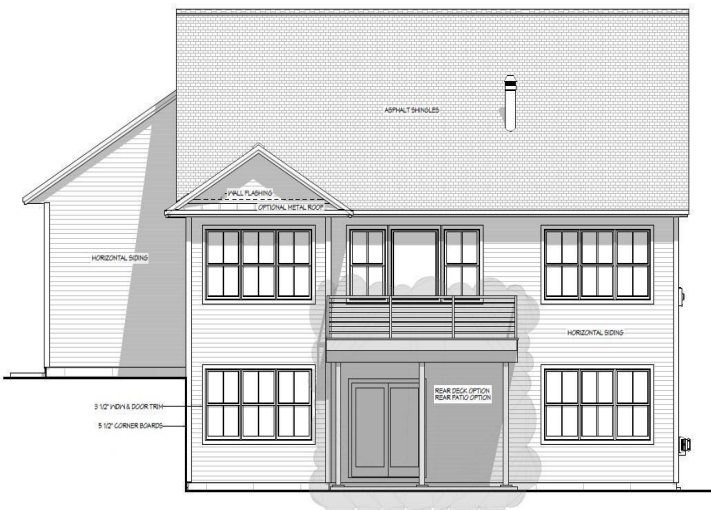 ASPHALT SHINGLES
WALL FLASHING
OPTIONAL METAL ROOF
HORIZONTAL SIDING
HORIZONTAL SIDING
REAR DECK OPTION
REAR PATIO OPTION
3 1/2" WDW & DOOR TRIM
5 1/2" CORNER BOARDS